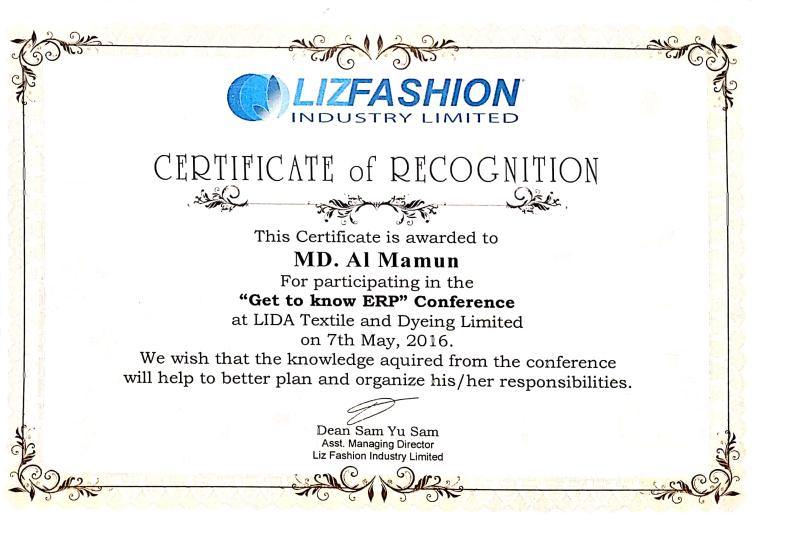 LIZFASHION
INDUSTRY LIMITED
CERTIFICATE of RECOGNITION
This Certificate is awarded to
MD. Al Mamun
For participating in the
“Get to know ERP” Conference
at LIDA Textile and Dyeing Limited
on 7th May, 2016.
We wish that the knowledge aquired from the conference
will help to better plan and organize his/her responsibilities.
Dean Sam Yu Sam
Asst. Managing Director
Liz Fashion Industry Limited